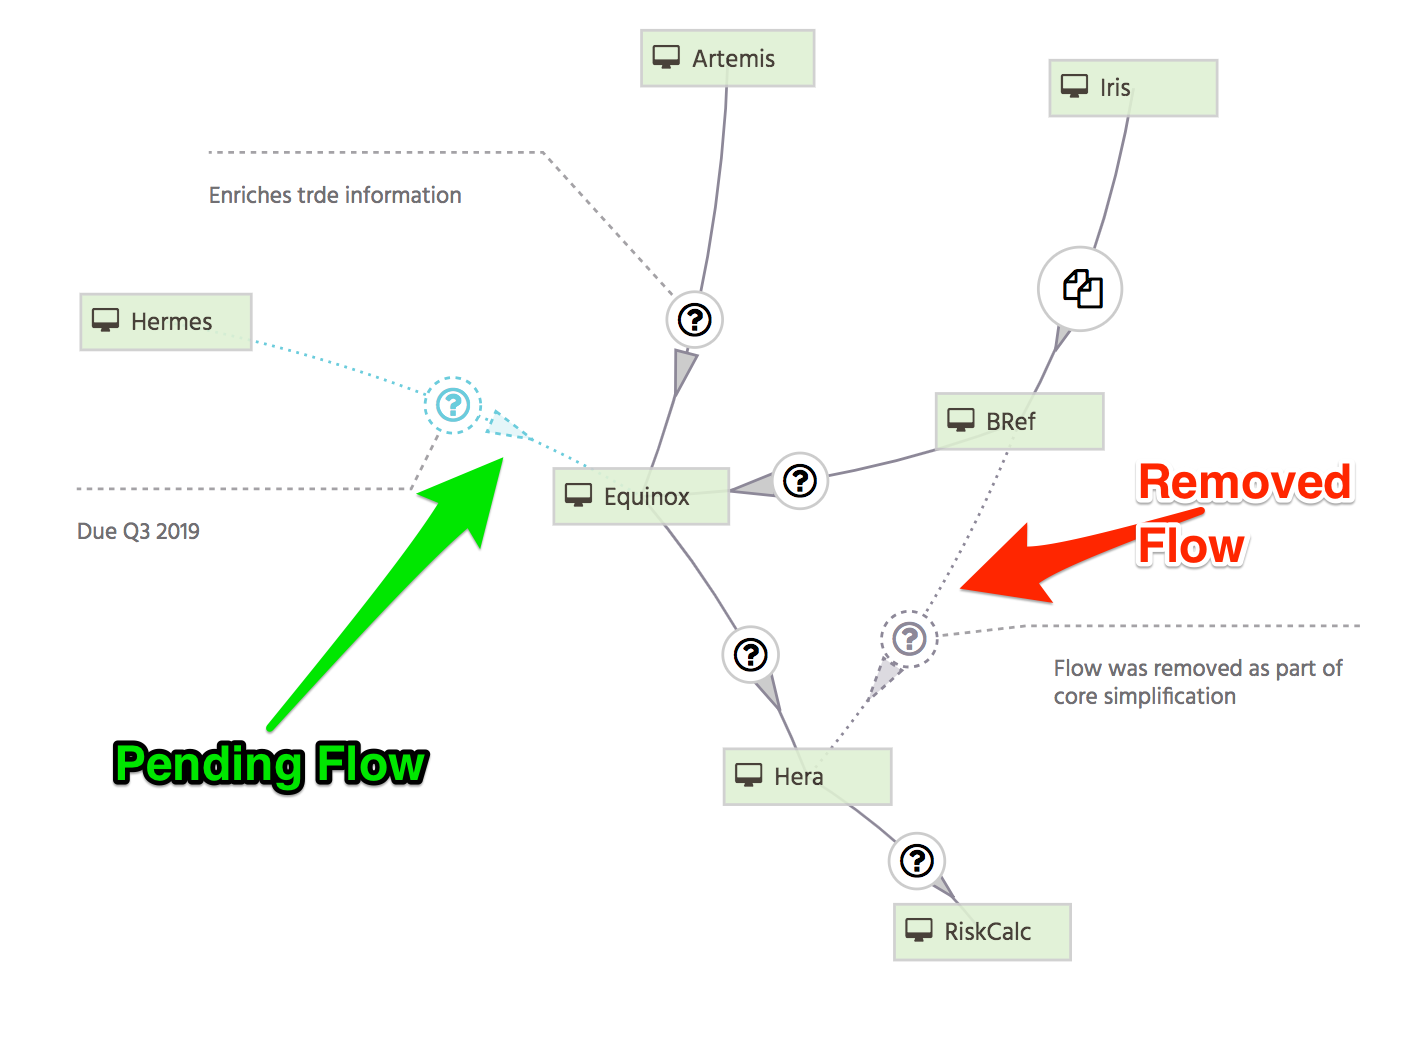 Artemis
Iris
Enriches trde information
Hermes
BRef
Equinox
Removed
Flow
Due Q3 2019
Flow was removed as part of
core simplification
Pending Flow
Hera
RiskCalc